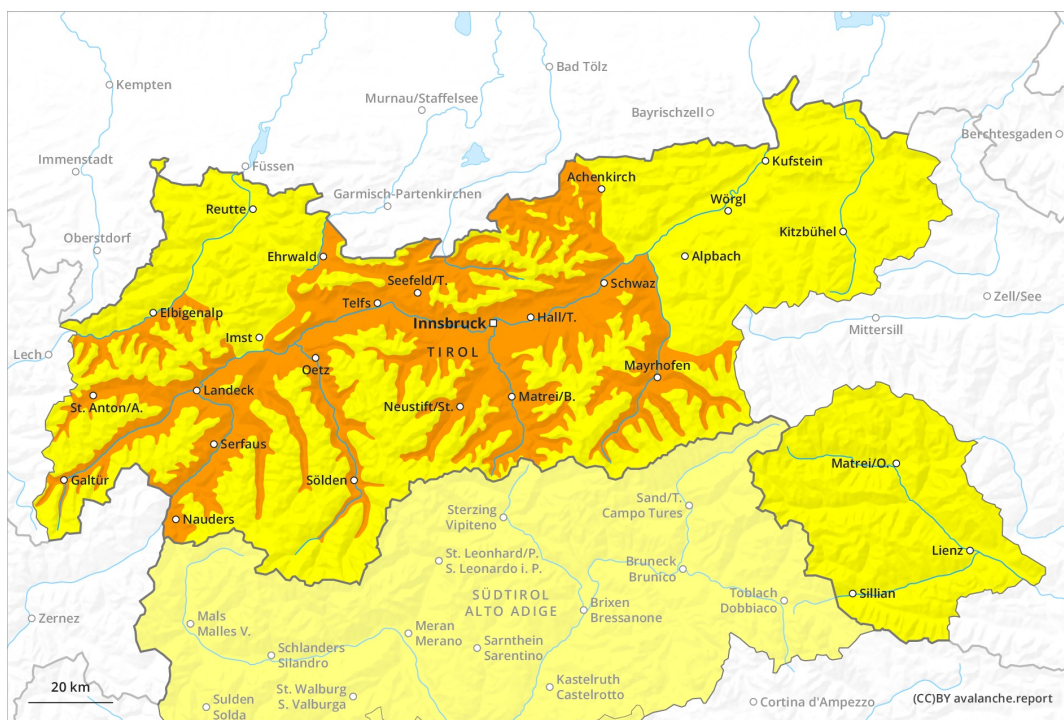 Kempten
Bad Tölz
Murnau/Staffelsee
Bayrischzell
Berchtesgaden
Immenstadt
Füssen
Kufstein
Achenkirch
Garmisch-Partenkirchen
Reutte
Wörgl
Oberstdorf
Kitzbühel
Ehrwald
Alpbach
Seefeld/T.
Schwaz
Zell/See
Telfs
Elbigenalp
Hall/T.
Innsbruck
Mittersill
Imst
Lech
TIROL
Oetz
Mayrhofen
Landeck
St. Anton/A.
Matrei/B.
Neustift/St.
Serfaus
Matrei/O.
Galtür
Sölden
Sand/T.
Campo Tures
Sterzing
Vipiteno
Nauders
Lienz
St. Leonhard/P.
S. Leonardo i. P.
Bruneck
Brunico
Sillian
SÜDTIROL
ALTO ADIGE
Toblach
Dobbiaco
Brixen
Bressanone
Zernez
Mals
Malles V.
Meran
Merano
Sarnthein
Sarentino
Schlanders
Silandro
Kastelruth
Castelrotto
20 km
St. Walburg
S. Valburga
Sulden
Solda
Cortina d'Ampezzo
(CC)BY avalanche.report